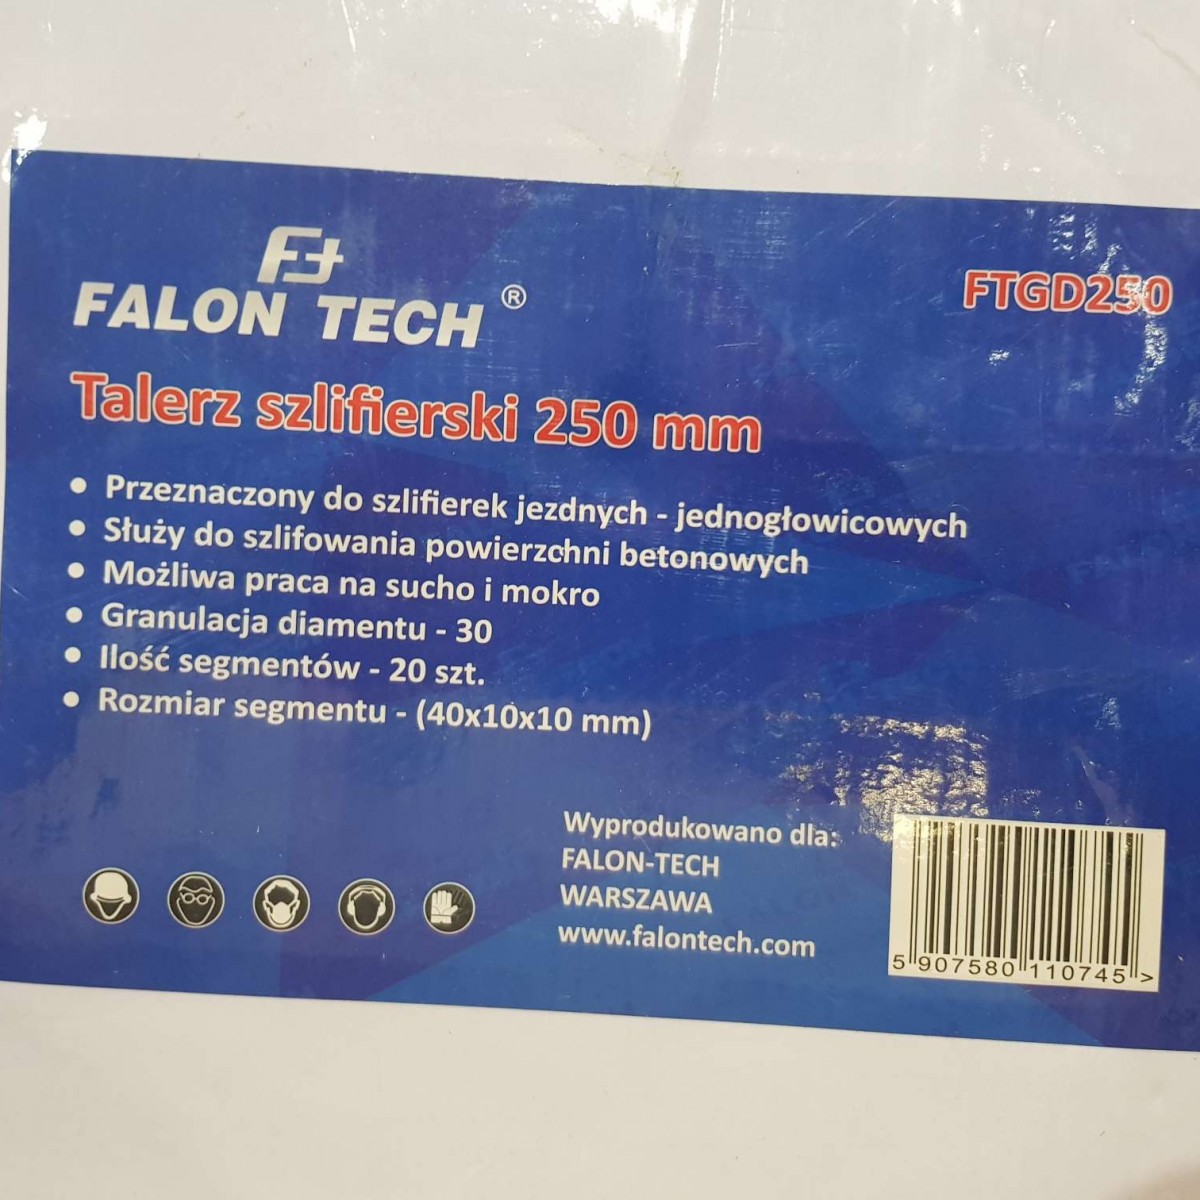 FALON TECH ®
FTGD250
Talerz szlifierski 250 mm
• Przeznaczony do szlifierek jezdnych - jednogłowicowych
• Służy do szlifowania powierzchni betonowych
• Możliwa praca na sucho i mokro
• Granulacja diamentu - 30
• Ilość segmentów - 20 szt.
• Rozmiar segmentu - (40x10x10 mm)
Wyprodukowano dla:
FALON-TECH
WARSZAWA
www.falontech.com
5 907580 110745 >